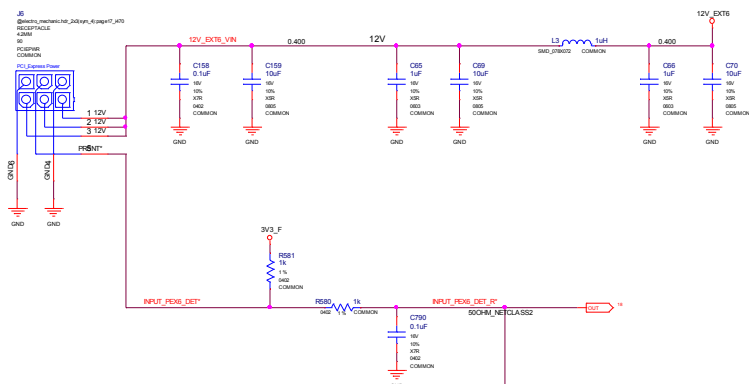 J6
@electro_mechanic.hdr_2x3(sym_4):page17_i470
RECEPTACLE
4.2MM
90
PCIEPWR
COMMON
PCI_Express Power
1 12V
2 12V
3 12V
PRSNT*
5
GND
6
GND
4
GND
GND
12V_EXT6_VIN
0.400
12V
L3
1uH
SMD_078X072
COMMON
0.400
12V_EXT6
C158
0.1uF
16V
10%
X7R
0402
COMMON
GND
C159
10uF
16V
10%
X5R
0805
COMMON
GND
C65
1uF
16V
10%
X5R
0603
COMMON
GND
C69
10uF
16V
10%
X5R
0805
COMMON
GND
C66
1uF
16V
10%
X5R
0603
COMMON
GND
C70
10uF
16V
10%
X5R
0805
COMMON
GND
3V3_F
R581
1k
1 %
0402
COMMON
INPUT_PEX6_DET*
R580
1k
0402
1 %
COMMON
INPUT_PEX6_DET_R*
50OHM_NETCLASS2
OUT
C790
0.1uF
16V
10%
X7R
0402
COMMON